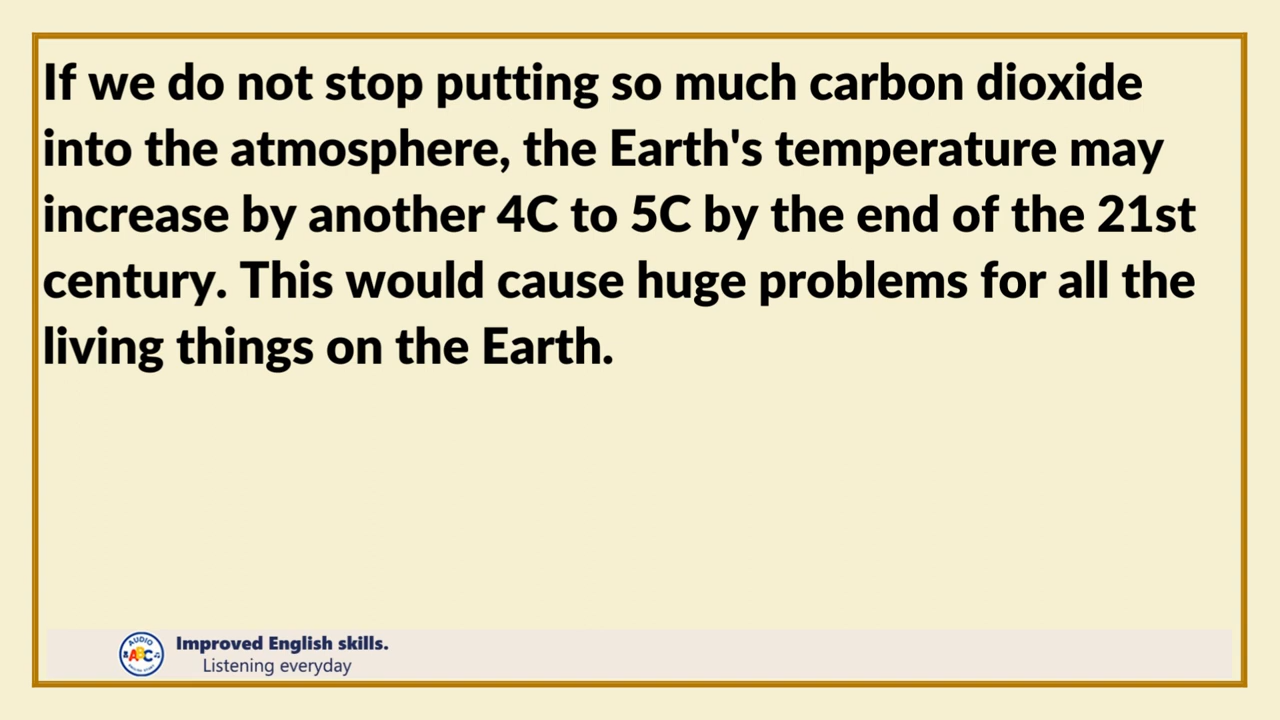 If we do not stop putting so much carbon dioxide
into the atmosphere, the Earth's temperature may
increase by another 4C to 5C by the end of the 21st
century. This would cause huge problems for all the
living things on the Earth.
AUDIO
ABC
Improved English skills.
Listening everyday